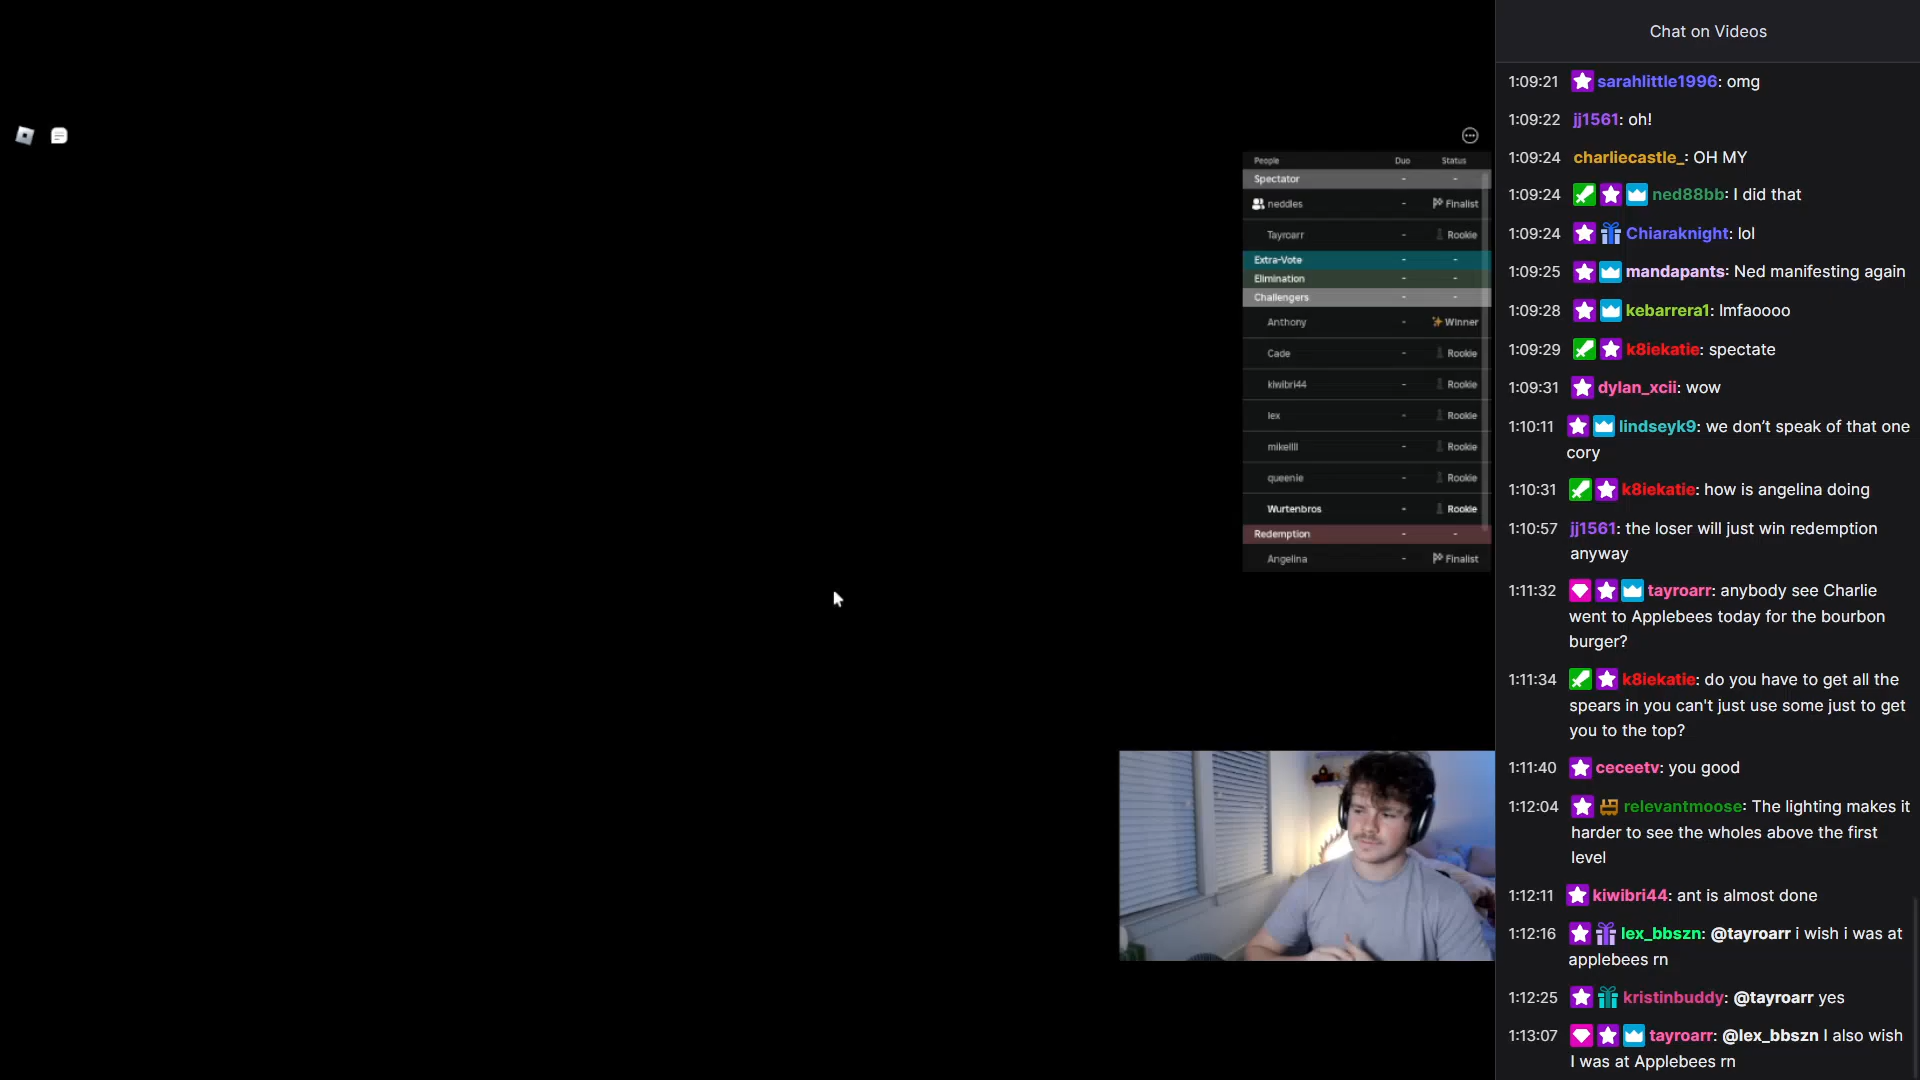 People Duo Status
Spectator - -
neddles - Finalist
Tayroarr - Rookie
Extra-Vote - -
Elimination - -
Challengers - -
Anthony - Winner
Cade - Rookie
kiwibri44 - Rookie
lex - Rookie
mikellll - Rookie
queenie - Rookie
Wurtenbros - Rookie
Redemption - -
Angelina - Finalist
Chat on Videos
1:09:21 sarahlittle1996: omg
1:09:22 jj1561: oh!
1:09:24 charliecastle_: OH MY
1:09:24 ned88bb: I did that
1:09:24 Chiaraknight: lol
1:09:25 mandapants: Ned manifesting again
1:09:28 kebarrera1: lmfaoooo
1:09:29 k8iekatie: spectate
1:09:31 dylan_xcii: wow
1:10:11 lindseyk9: we don’t speak of that one
cory
1:10:31 k8iekatie: how is angelina doing
1:10:57 jj1561: the loser will just win redemption
anyway
1:11:32 tayroarr: anybody see Charlie
went to Applebees today for the bourbon
burger?
1:11:34 k8iekatie: do you have to get all the
spears in you can't just use some just to get
you to the top?
1:11:40 ceceetv: you good
1:12:04 relevantmoose: The lighting makes it
harder to see the wholes above the first
level
1:12:11 kiwibri44: ant is almost done
1:12:16 lex_bbszn: @tayroarr i wish i was at
applebees rn
1:12:25 kristinbuddy: @tayroarr yes
1:13:07 tayroarr: @lex_bbszn I also wish
I was at Applebees rn